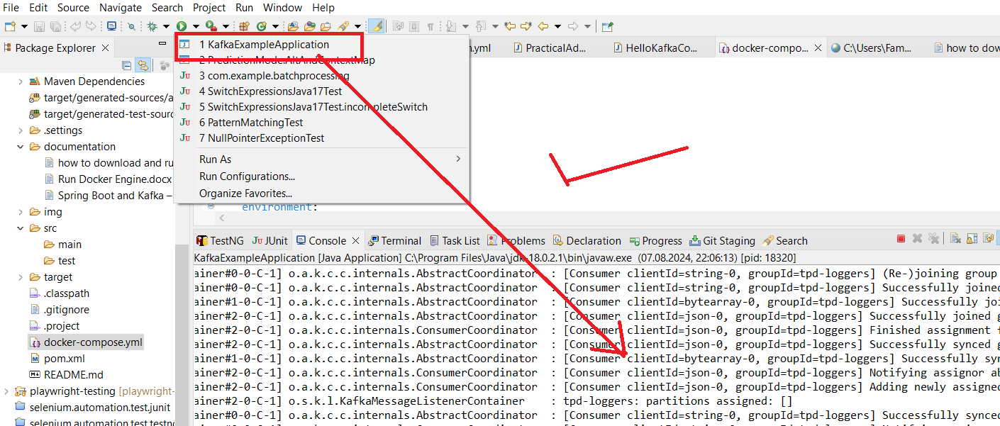 File Edit Source Navigate Search Project Run Window Help
Package Explorer
1 KafkaExampleApplication
2 PredictionMode.AltAndContextMap
3 com.example.batchprocessing
4 SwitchExpressionsJava17Test
5 SwitchExpressionsJava17Test.incompleteSwitch
6 PatternMatchingTest
7 NullPointerExceptionTest
Run As
Run Configurations...
Organize Favorites...
.yml
PracticalAd...
HelloKafkaCo...
docker-compo...
C:\Users\Fam...
how to dow
Maven Dependencies
target/generated-sources/a
target/generated-test-sour
.settings
documentation
how to download and ru
Run Docker Engine.docx
Spring Boot and Kafka –
img
src
main
test
target
.classpath
.gitignore
.project
docker-compose.yml
pom.xml
README.md
playwright-testing [playwright-
selenium.automation.test.junit
selenium.automation.test.testng
environment:
TestNG JUnit Console Terminal Task List Problems Declaration Progress Git Staging Search
KafkaExampleApplication [Java Application] C:\Program Files\Java\jdk-18.0.2.1\bin\javaw.exe (07.08.2024, 22:06:13) [pid: 18320]
ainer#0-0-C-1] o.a.k.c.c.internals.AbstractCoordinator : [Consumer clientId=string-0, groupId=tpd-loggers] (Re-)joining group
ainer#0-0-C-1] o.a.k.c.c.internals.AbstractCoordinator : [Consumer clientId=string-0, groupId=tpd-loggers] Successfully joined
ainer#1-0-C-1] o.a.k.c.c.internals.AbstractCoordinator : [Consumer clientId=bytearray-0, groupId=tpd-loggers] Successfully joi
ainer#2-0-C-1] o.a.k.c.c.internals.AbstractCoordinator : [Consumer clientId=json-0, groupId=tpd-loggers] Successfully joined g
ainer#2-0-C-1] o.a.k.c.c.internals.ConsumerCoordinator : [Consumer clientId=json-0, groupId=tpd-loggers] Finished assignment f
ainer#2-0-C-1] o.a.k.c.c.internals.AbstractCoordinator : [Consumer clientId=json-0, groupId=tpd-loggers] Successfully synced g
ainer#1-0-C-1] o.a.k.c.c.internals.AbstractCoordinator : [Consumer clientId=bytearray-0, groupId=tpd-loggers] Successfully syn
ainer#2-0-C-1] o.a.k.c.c.internals.ConsumerCoordinator : [Consumer clientId=json-0, groupId=tpd-loggers] Notifying assignor ab
ainer#2-0-C-1] o.a.k.c.c.internals.ConsumerCoordinator : [Consumer clientId=json-0, groupId=tpd-loggers] Adding newly assigned
ainer#2-0-C-1] o.s.k.l.KafkaMessageListenerContainer : tpd-loggers: partitions assigned: []
ainer#0-0-C-1] o.a.k.c.c.internals.AbstractCoordinator : [Consumer clientId=string-0, groupId=tpd-loggers] Successfully synced